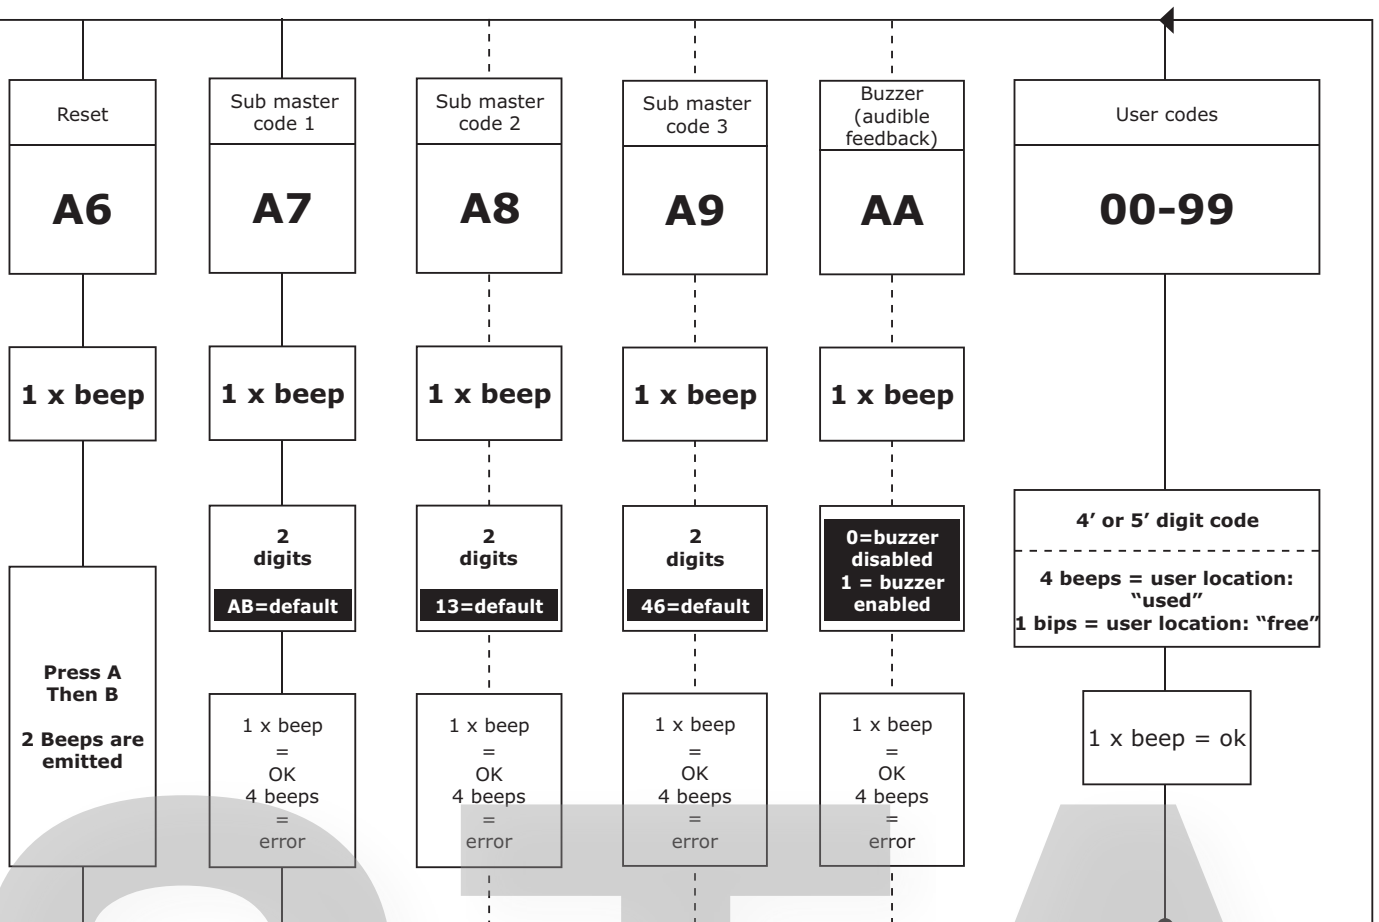 Reset
A6
1 x beep
Press A
Then B
2 Beeps are
emitted
Sub master
code 1
A7
1 x beep
2
digits
AB=default
1 x beep
=
OK
4 beeps
=
error
Sub master
code 2
A8
1 x beep
2
digits
13=default
1 x beep
=
OK
4 beeps
=
error
Sub master
code 3
A9
1 x beep
2
digits
46=default
1 x beep
=
OK
4 beeps
=
error
Buzzer
(audible
feedback)
AA
1 x beep
0=buzzer
disabled
1 = buzzer
enabled
1 x beep
=
OK
4 beeps
=
error
User codes
00-99
4’ or 5’ digit code
4 beeps = user location:
“used”
1 bips = user location: “free”
1 x beep = ok